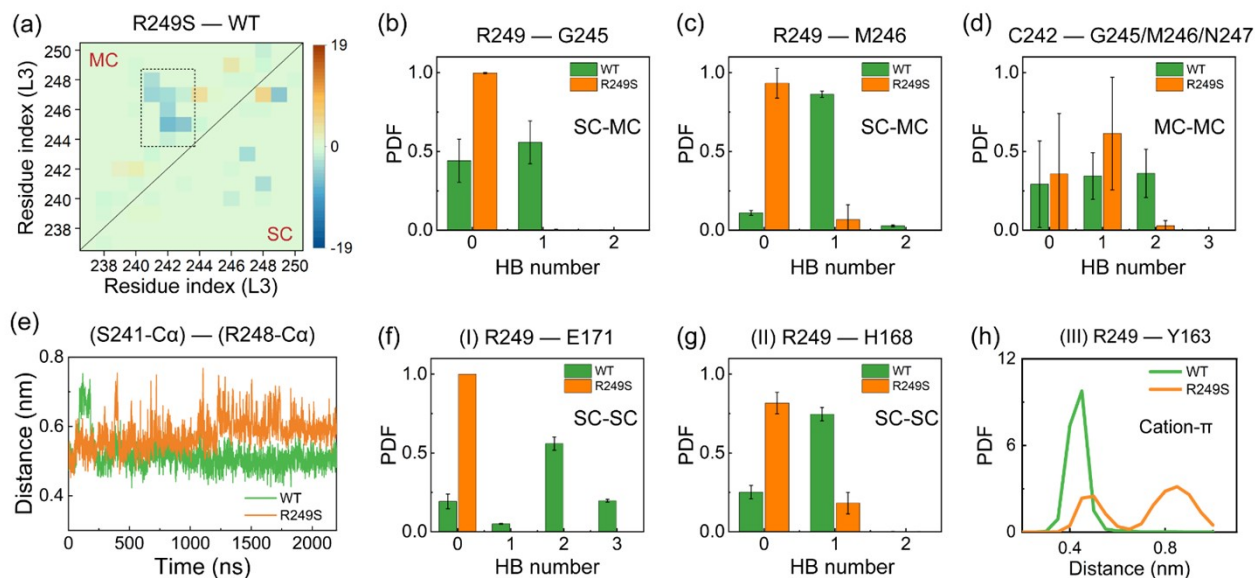 (a) R249S — WT
MC
SC
Residue index (L3)
250
248
246
244
242
240
238
238 240 242 244 246 248 250
Residue index (L3)
19
0
-19
(b) R249 — G245
WT
R249S
SC-MC
PDF
1.0
0.5
0.0
0 1 2
HB number
(c) R249 — M246
WT
R249S
SC-MC
PDF
1.0
0.5
0.0
0 1 2
HB number
(d) C242 — G245/M246/N247
WT
R249S
MC-MC
PDF
1.0
0.5
0.0
0 1 2 3
HB number
(e) (S241-Cα) — (R248-Cα)
Distance (nm)
0.8
0.6
0.4
WT
R249S
0 500 1000 1500 2000
Time (ns)
(f) (I) R249 — E171
WT
R249S
SC-SC
PDF
1.0
0.5
0.0
0 1 2 3
HB number
(g) (II) R249 — H168
WT
R249S
SC-SC
PDF
1.0
0.5
0.0
0 1 2
HB number
(h) (III) R249 — Y163
WT
R249S
Cation-π
PDF
12
6
0
0.4 0.8
Distance (nm)